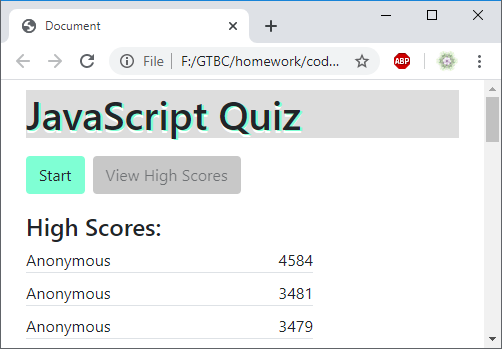 Document
File | F:/GTBC/homework/cod...
ABP
JavaScript Quiz
Start View High Scores
High Scores:
Anonymous 4584
Anonymous 3481
Anonymous 3479